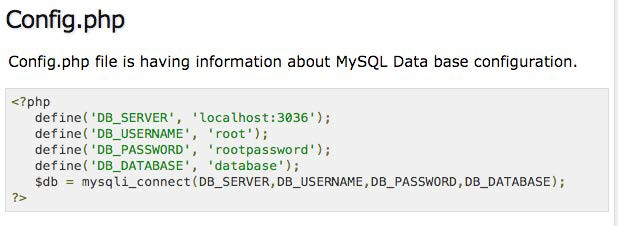 Config.php
Config.php file is having information about MySQL Data base configuration.
<?php
   define('DB_SERVER', 'localhost:3036');
   define('DB_USERNAME', 'root');
   define('DB_PASSWORD', 'rootpassword');
   define('DB_DATABASE', 'database');
   $db = mysqli_connect(DB_SERVER,DB_USERNAME,DB_PASSWORD,DB_DATABASE);
?>